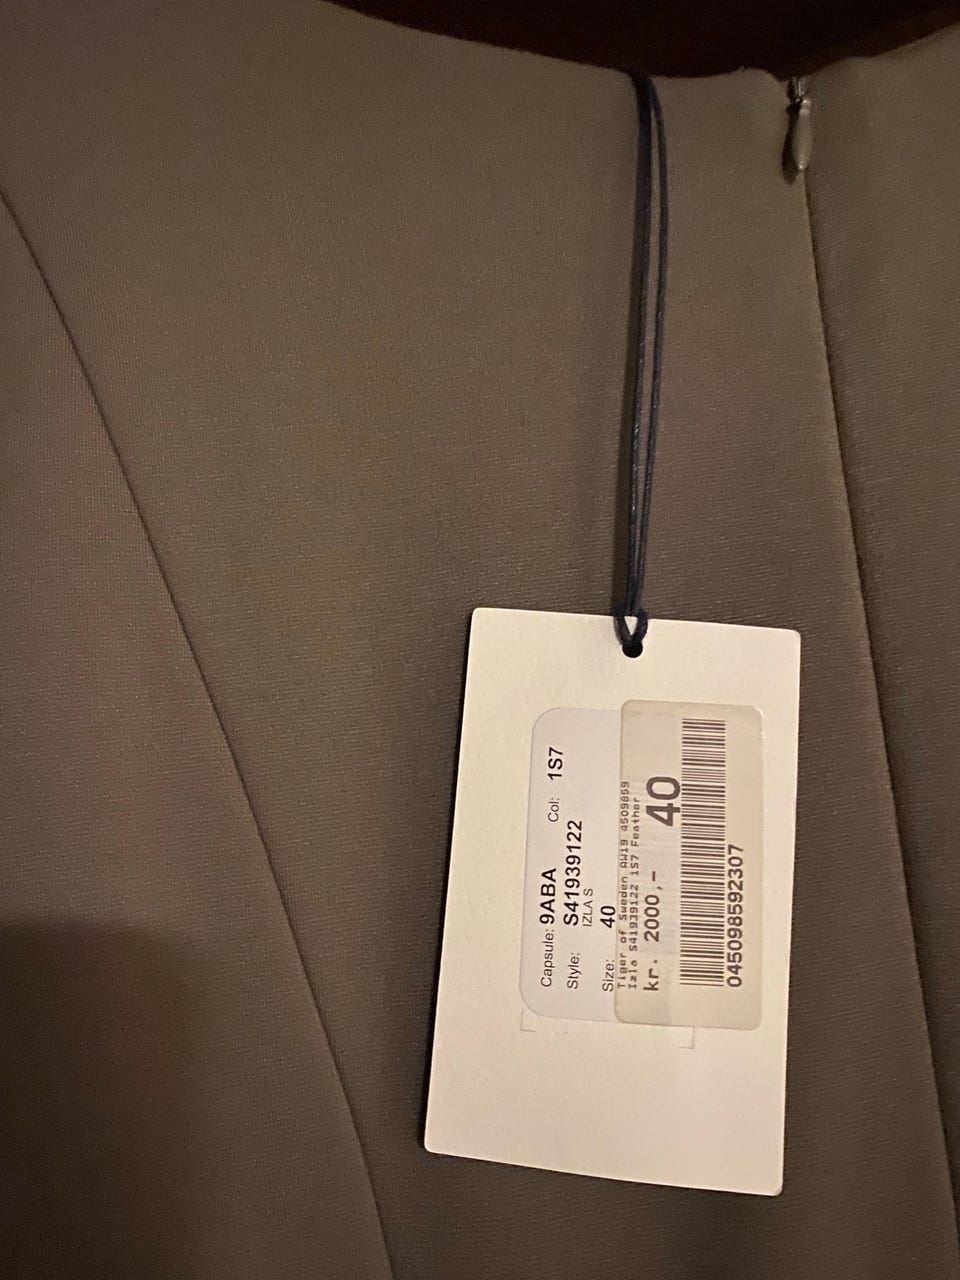 Capsule: 9ABA Col: 1S7
Style: S41939122
IZLA S
Size: 40
Tiger of Sweden AW19 4509859
Izla S41939122 1S7 Feather
kr. 2000,- 40
045098592307